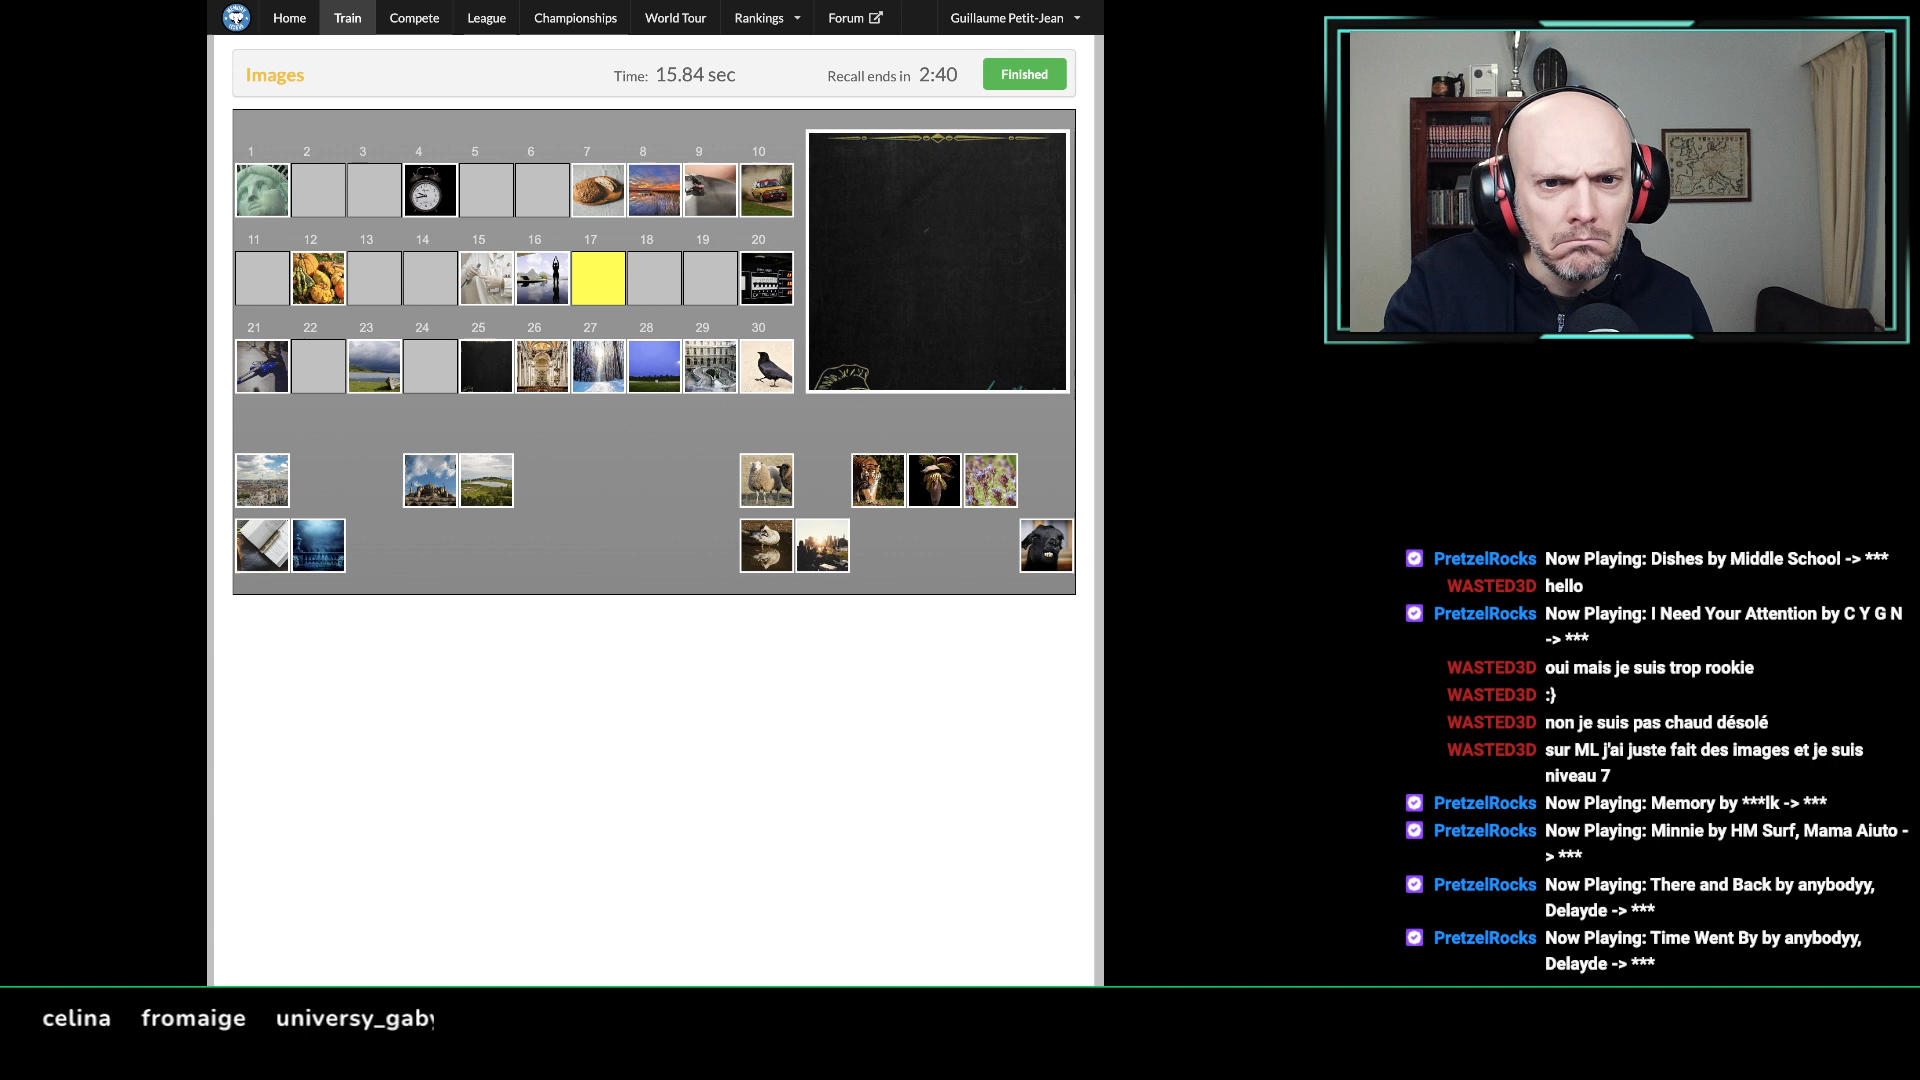 Home Train Compete League Championships World Tour Rankings Forum Guillaume Petit-Jean
Images Time: 15.84 sec Recall ends in 2:40 Finished
1 2 3 4 5 6 7 8 9 10
11 12 13 14 15 16 17 18 19 20
21 22 23 24 25 26 27 28 29 30
PretzelRocks Now Playing: Dishes by Middle School -> ***
WASTED3D hello
PretzelRocks Now Playing: I Need Your Attention by C Y G N
-> ***
WASTED3D oui mais je suis trop rookie
WASTED3D :}
WASTED3D non je suis pas chaud désolé
WASTED3D sur ML j'ai juste fait des images et je suis
niveau 7
PretzelRocks Now Playing: Memory by ***lk -> ***
PretzelRocks Now Playing: Minnie by HM Surf, Mama Aiuto -
> ***
PretzelRocks Now Playing: There and Back by anybodyy,
Delayde -> ***
PretzelRocks Now Playing: Time Went By by anybodyy,
Delayde -> ***
celina fromaige universy_gaby